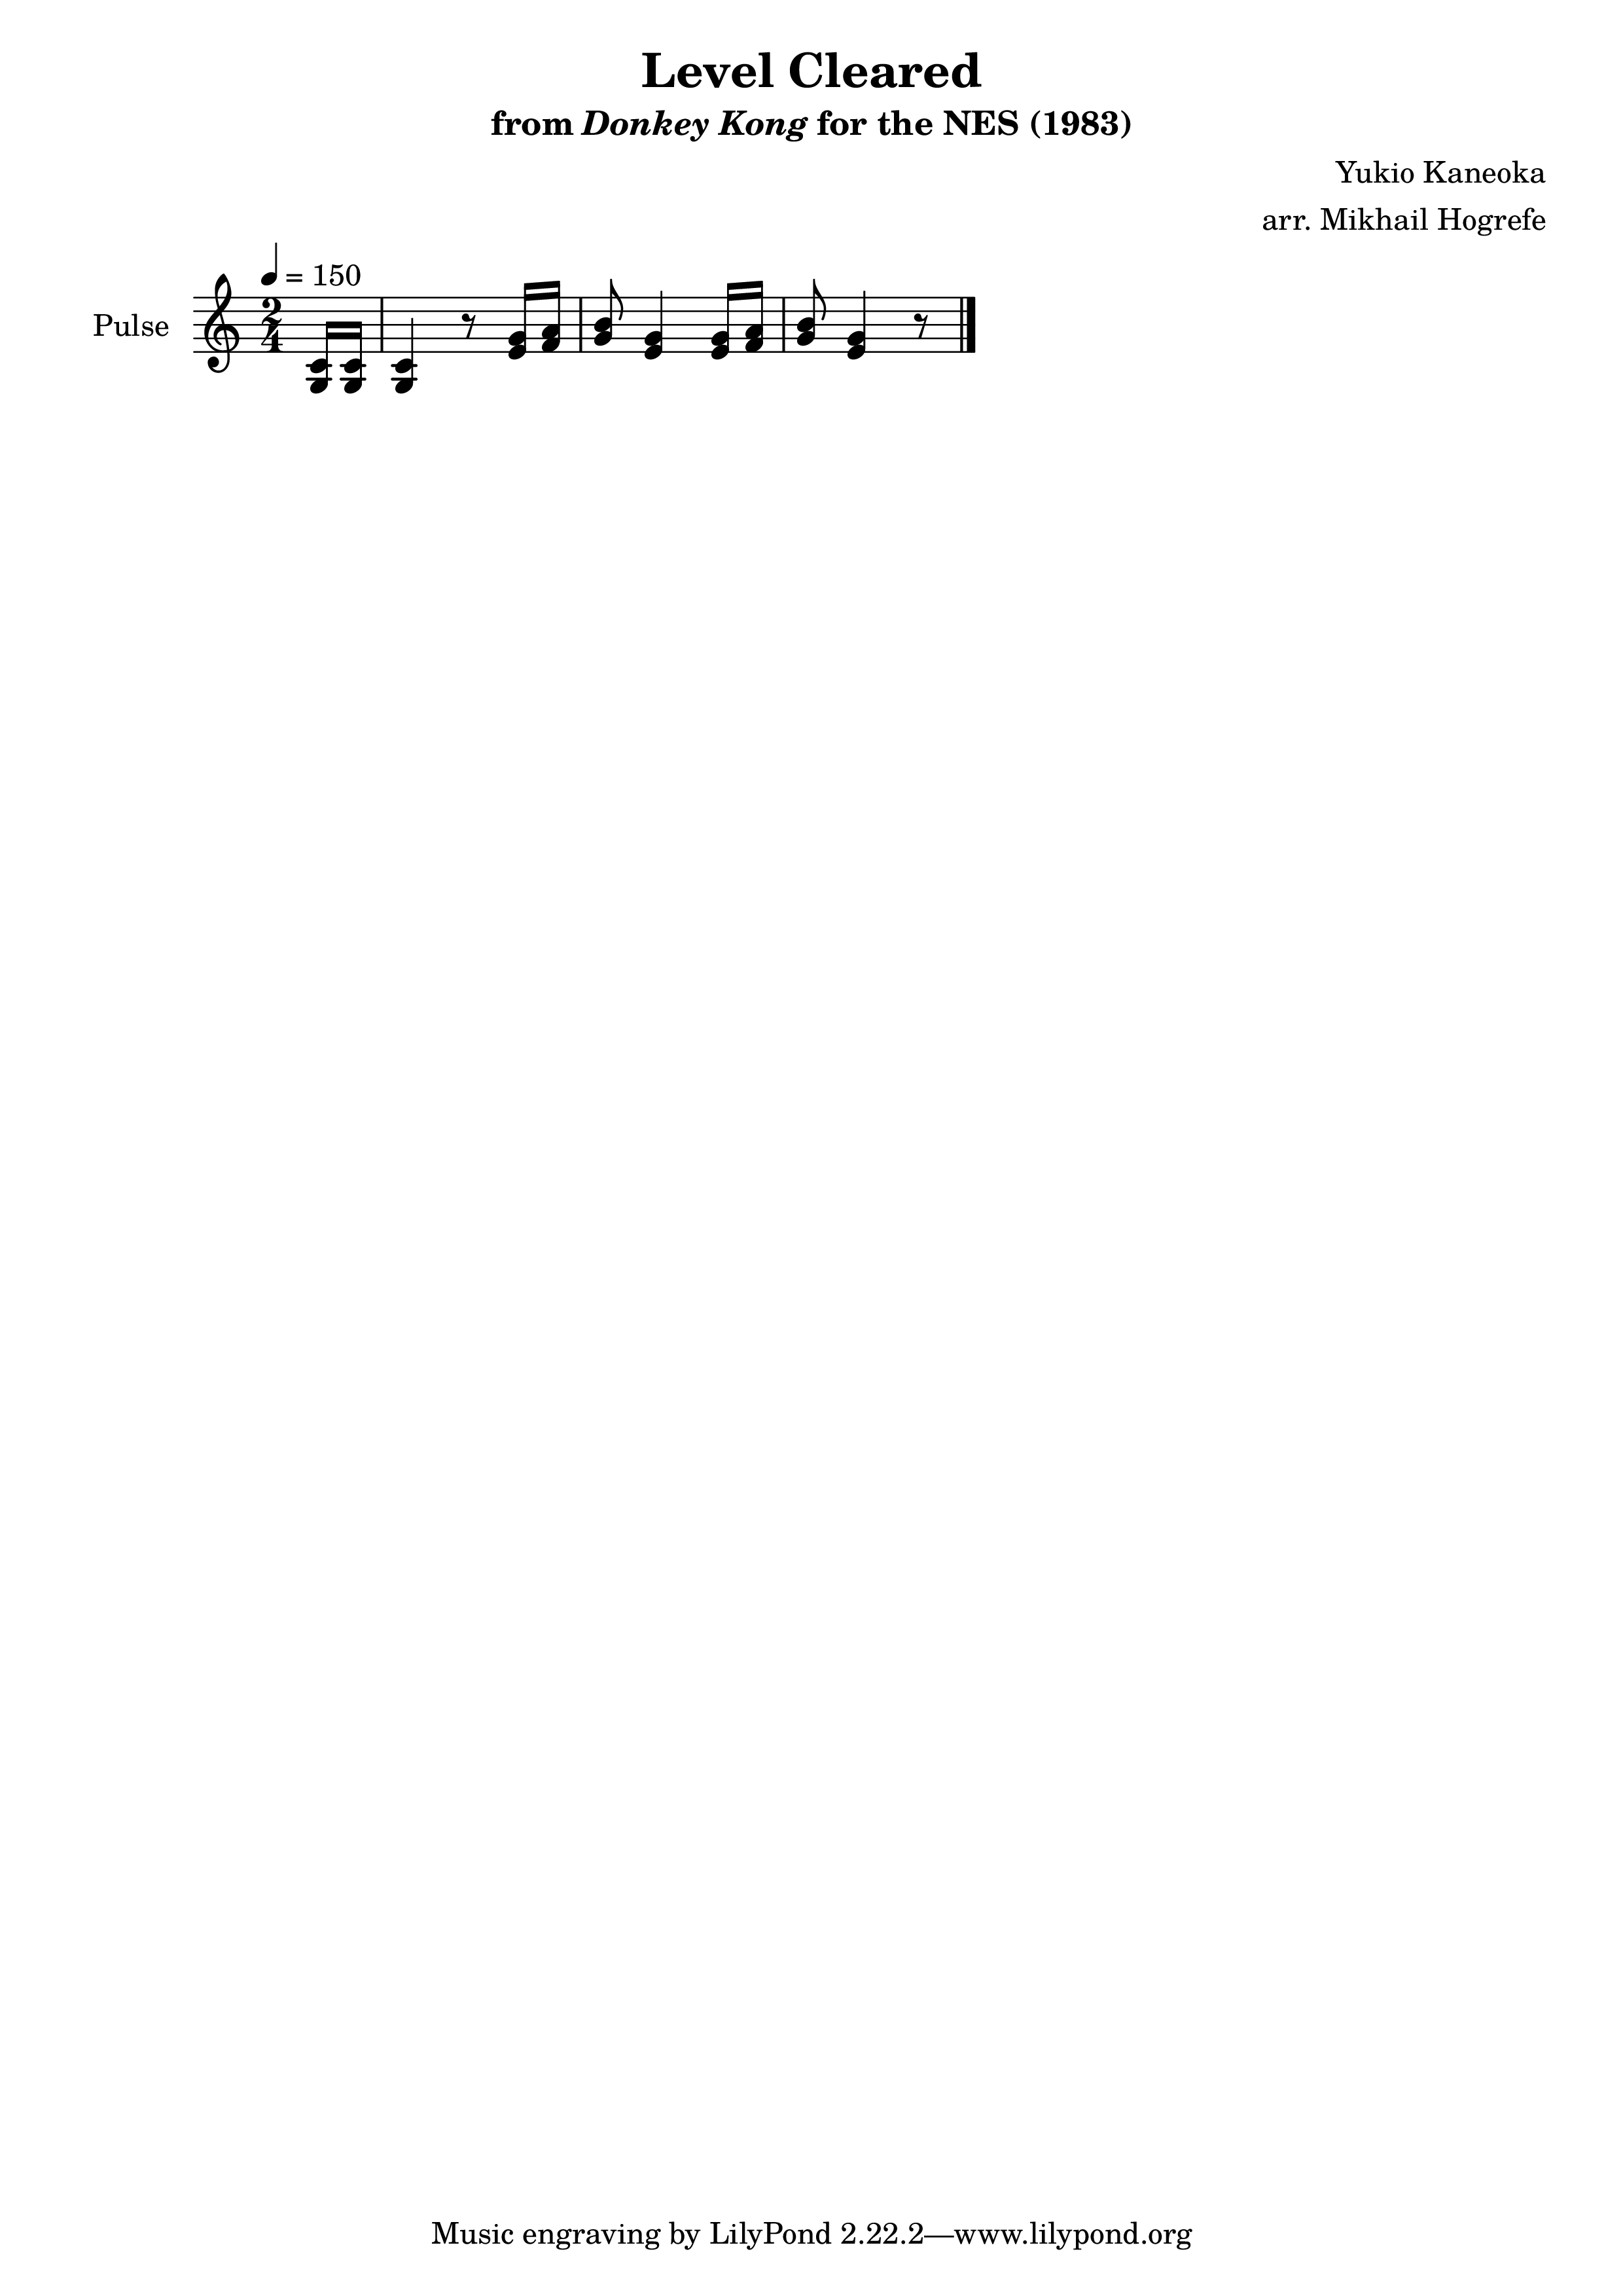 Level Cleared
from Donkey Kong for the NES (1983)
Yukio Kaneoka
arr. Mikhail Hogrefe
= 150
Pulse
2
4
Music engraving by LilyPond 2.22.2—www.lilypond.org